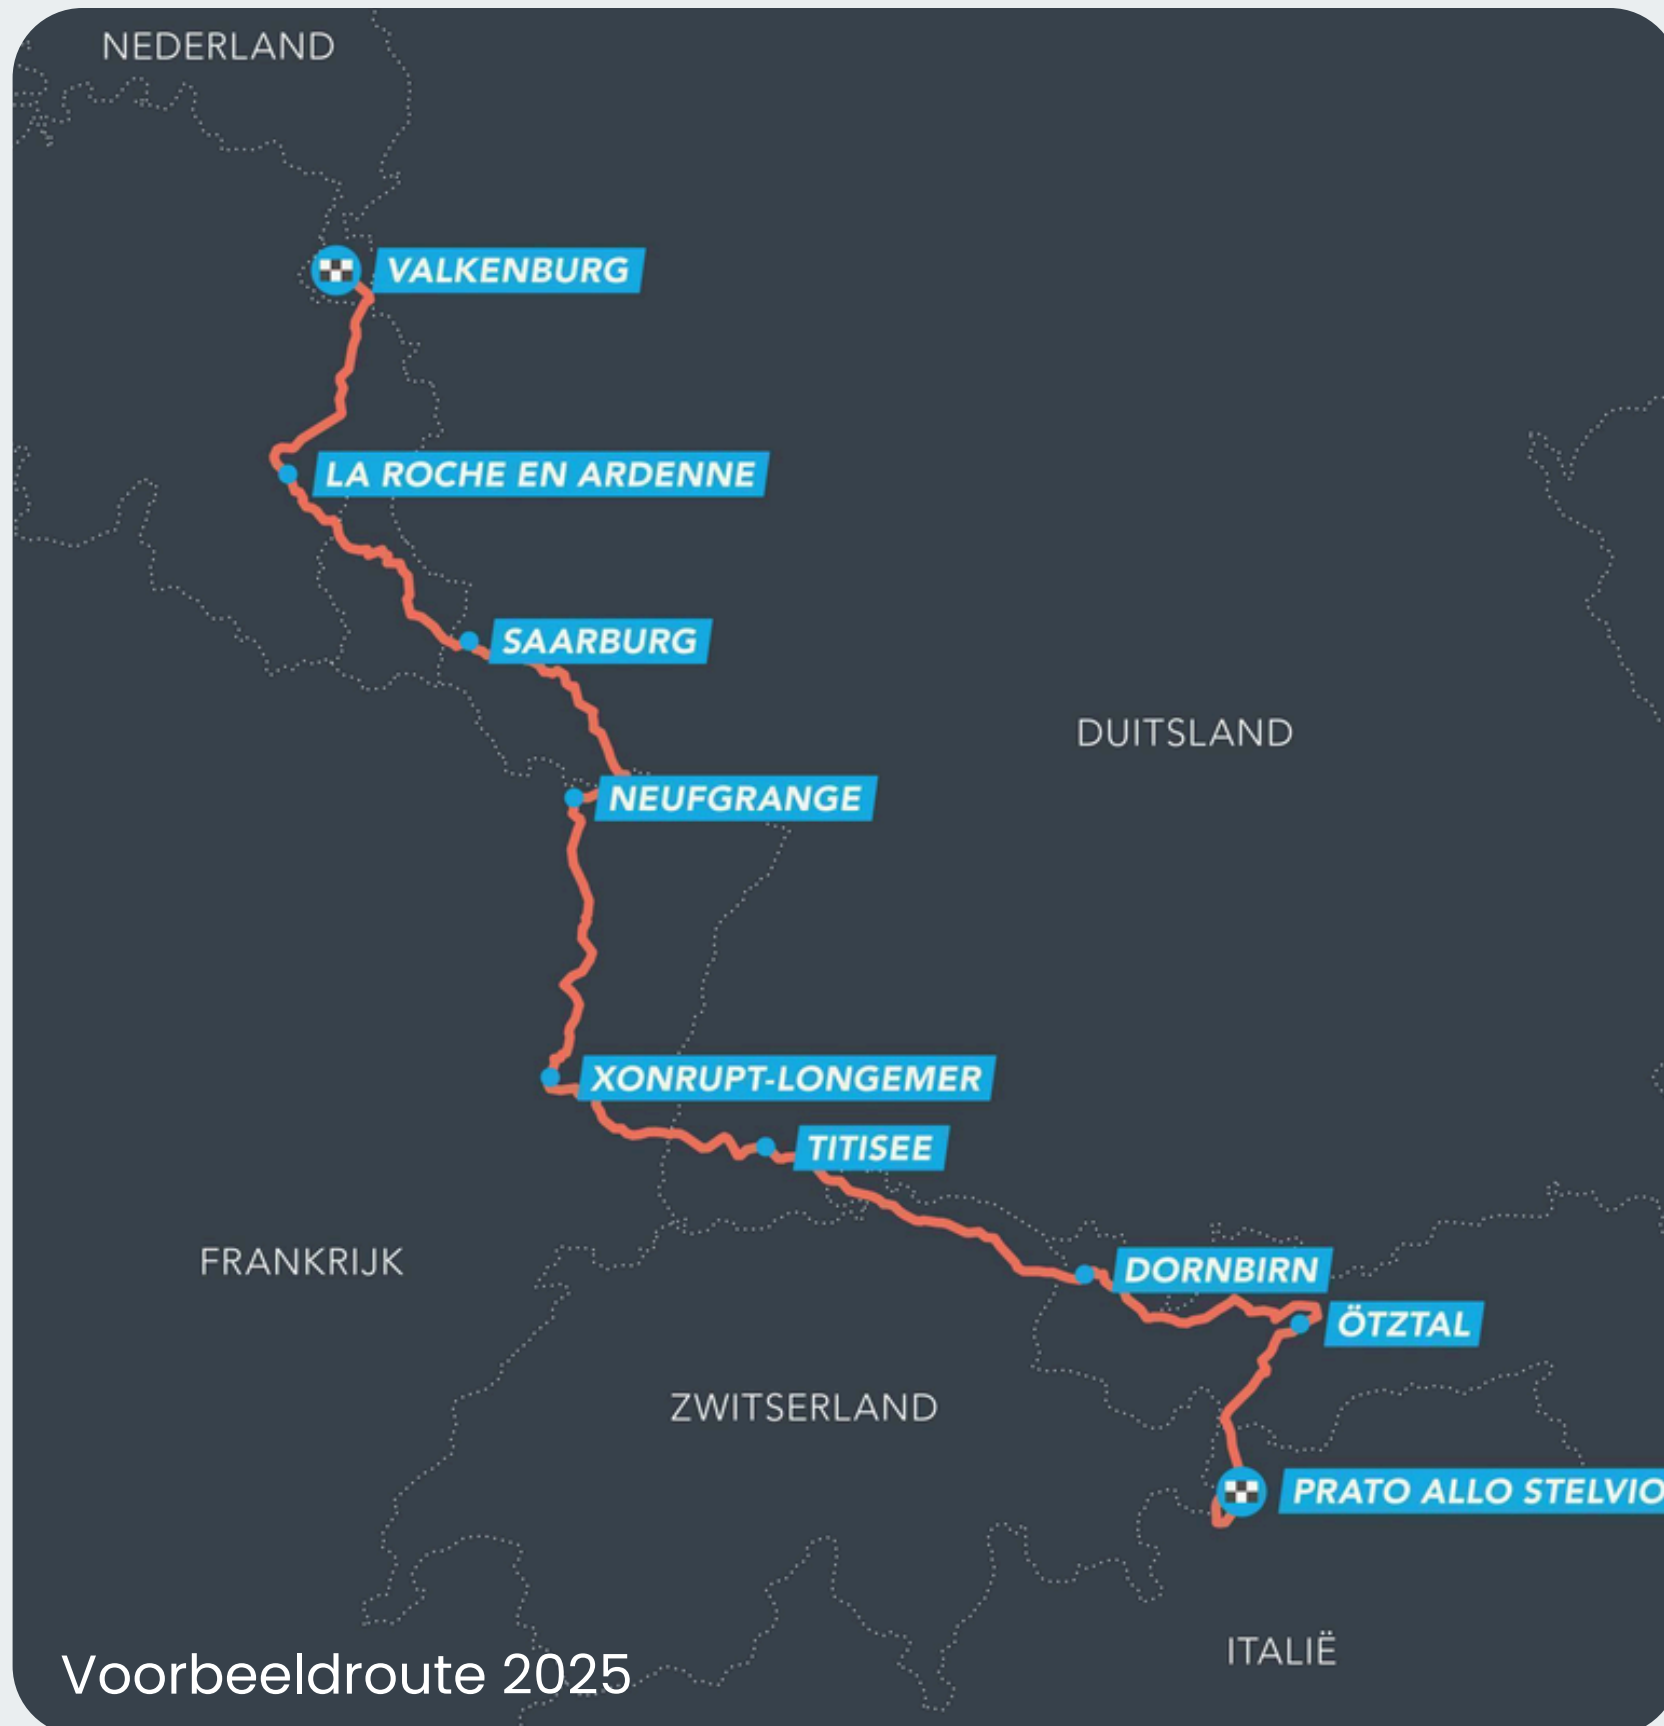 NEDERLAND
VALKENBURG
LA ROCHE EN ARDENNE
SAARBURG
DUITSLAND
NEUFGRANGE
XONRUPT-LONGEMER
TITISEE
FRANKRIJK
DORNBIRN
ÖTZTAL
ZWITSERLAND
PRATO ALLO STELVIO
ITALIË
Voorbeeldroute 2025